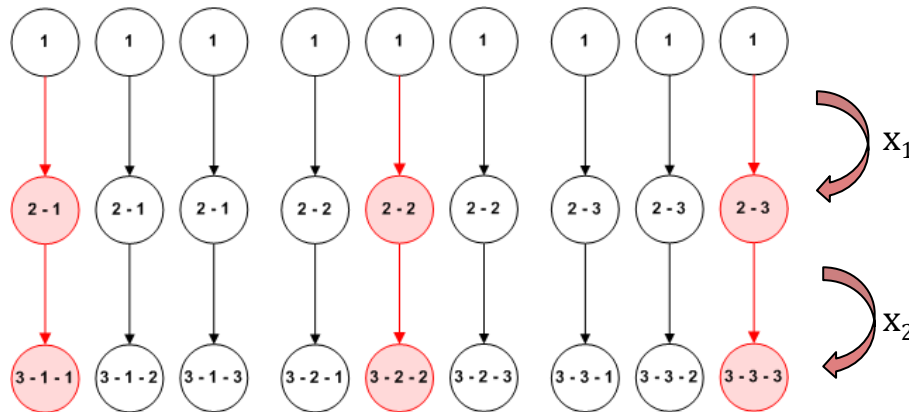 1 1 1 1 1 1 1 1 1
x₁
2 - 1 2 - 1 2 - 1 2 - 2 2 - 2 2 - 2 2 - 3 2 - 3 2 - 3
x₂
3 - 1 - 1 3 - 1 - 2 3 - 1 - 3 3 - 2 - 1 3 - 2 - 2 3 - 2 - 3 3 - 3 - 1 3 - 3 - 2 3 - 3 - 3